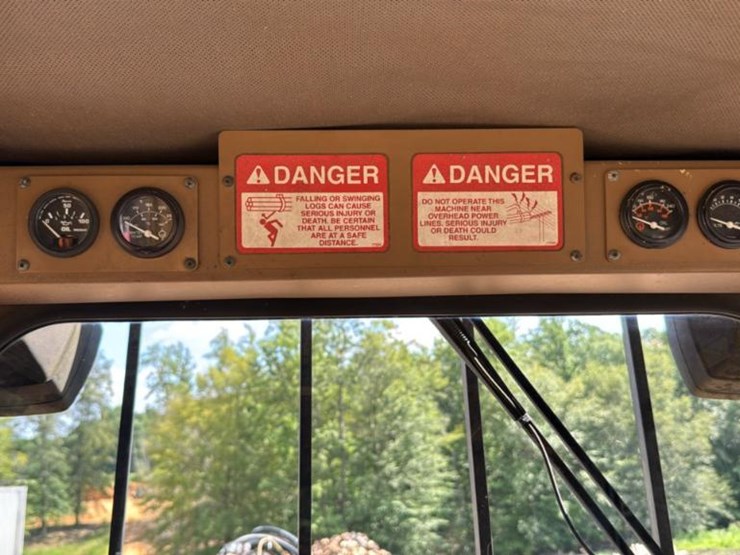 DANGER
FALLING OR SWINGING
LOGS CAN CAUSE
SERIOUS INJURY OR
DEATH. BE CERTAIN
THAT ALL PERSONNEL
ARE AT A SAFE
DISTANCE.
DANGER
DO NOT OPERATE THIS
MACHINE NEAR
OVERHEAD POWER
LINES. SERIOUS INJURY
OR DEATH COULD
RESULT.
OIL